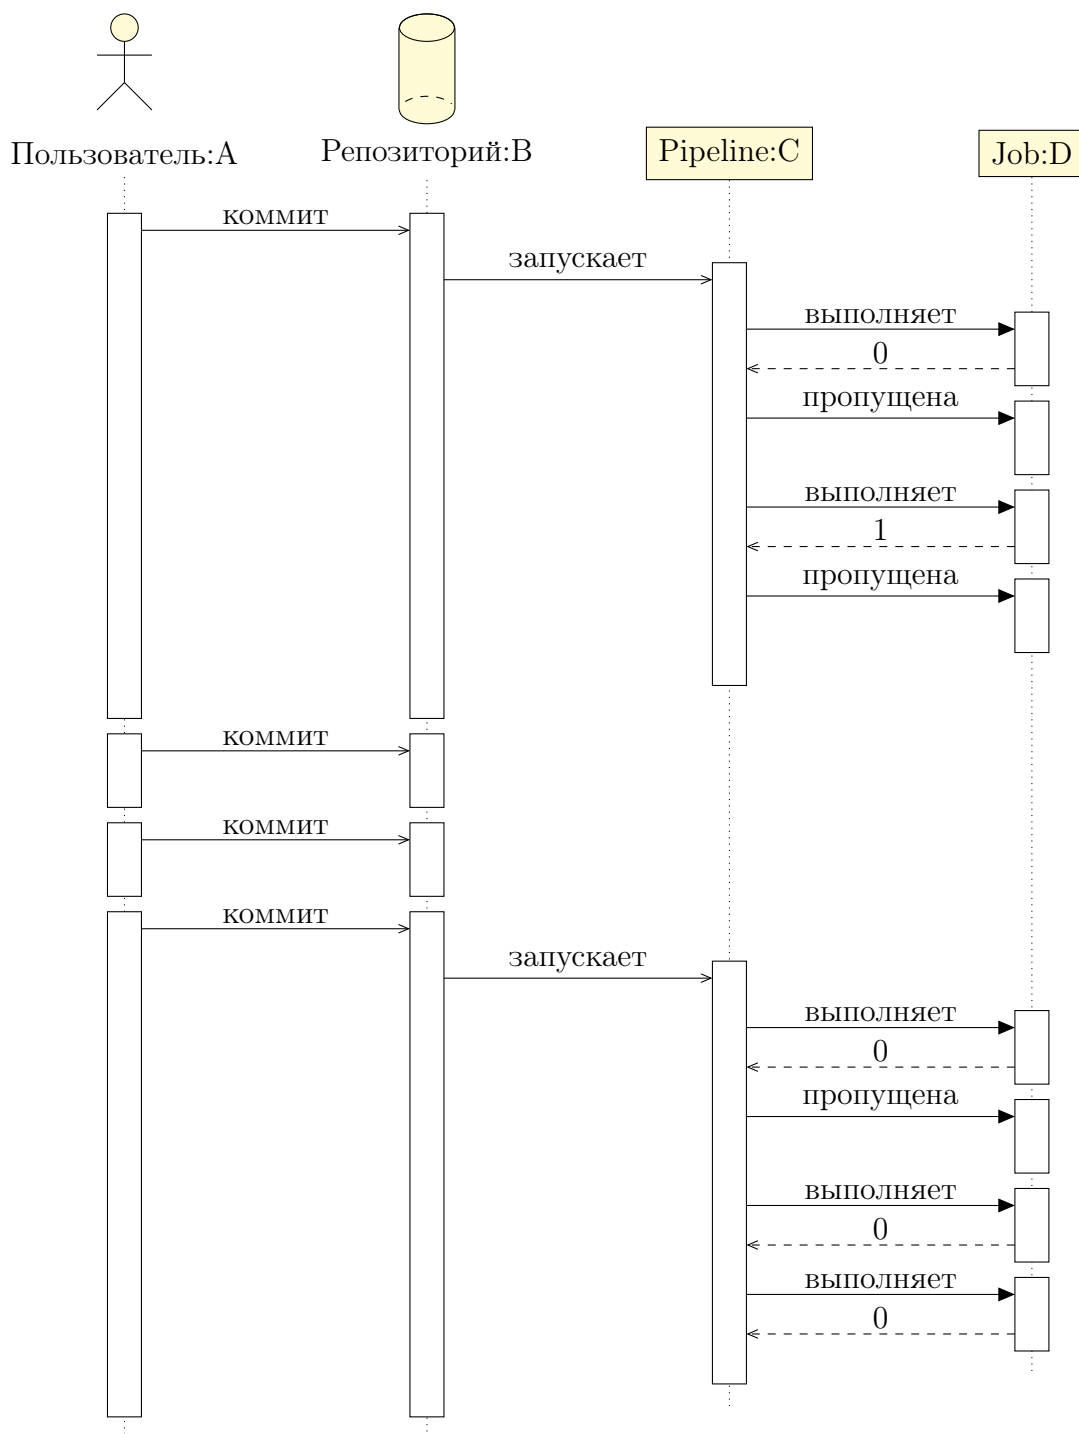 Пользователь:A
Репозиторий:B
Pipeline:C
Job:D
коммит
запускает
выполняет
0
пропущена
выполняет
1
пропущена
коммит
коммит
коммит
запускает
выполняет
0
пропущена
выполняет
0
выполняет
0